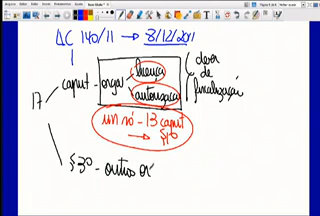 AC 140/11 → 8/12/2011
17 caput - órgão licença autorização dever de fiscalização
um só - 13 caput
→ §1º
§3º - outros ór